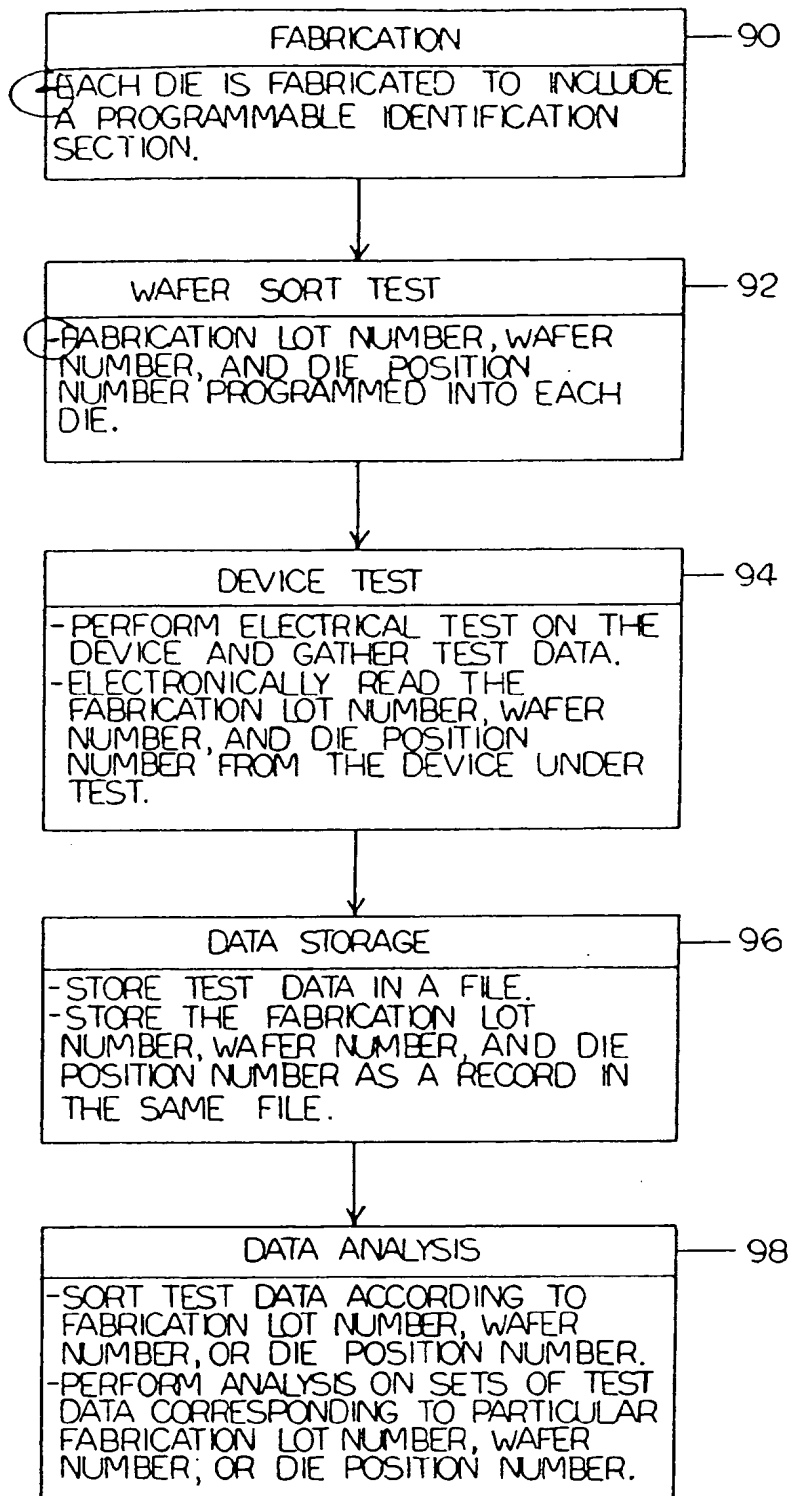 FABRICATION
90
-EACH DIE IS FABRICATED TO INCLUDE
A PROGRAMMABLE IDENTIFICATION
SECTION.
WAFER SORT TEST
92
-FABRICATION LOT NUMBER, WAFER
NUMBER, AND DIE POSITION
NUMBER PROGRAMMED INTO EACH
DIE.
DEVICE TEST
94
-PERFORM ELECTRICAL TEST ON THE
DEVICE AND GATHER TEST DATA.
-ELECTRONICALLY READ THE
FABRICATION LOT NUMBER, WAFER
NUMBER, AND DIE POSITION
NUMBER FROM THE DEVICE UNDER
TEST.
DATA STORAGE
96
-STORE TEST DATA IN A FILE.
-STORE THE FABRICATION LOT
NUMBER, WAFER NUMBER, AND DIE
POSITION NUMBER AS A RECORD IN
THE SAME FILE.
DATA ANALYSIS
98
-SORT TEST DATA ACCORDING TO
FABRICATION LOT NUMBER, WAFER
NUMBER, OR DIE POSITION NUMBER.
-PERFORM ANALYSIS ON SETS OF TEST
DATA CORRESPONDING TO PARTICULAR
FABRICATION LOT NUMBER, WAFER
NUMBER; OR DIE POSITION NUMBER.